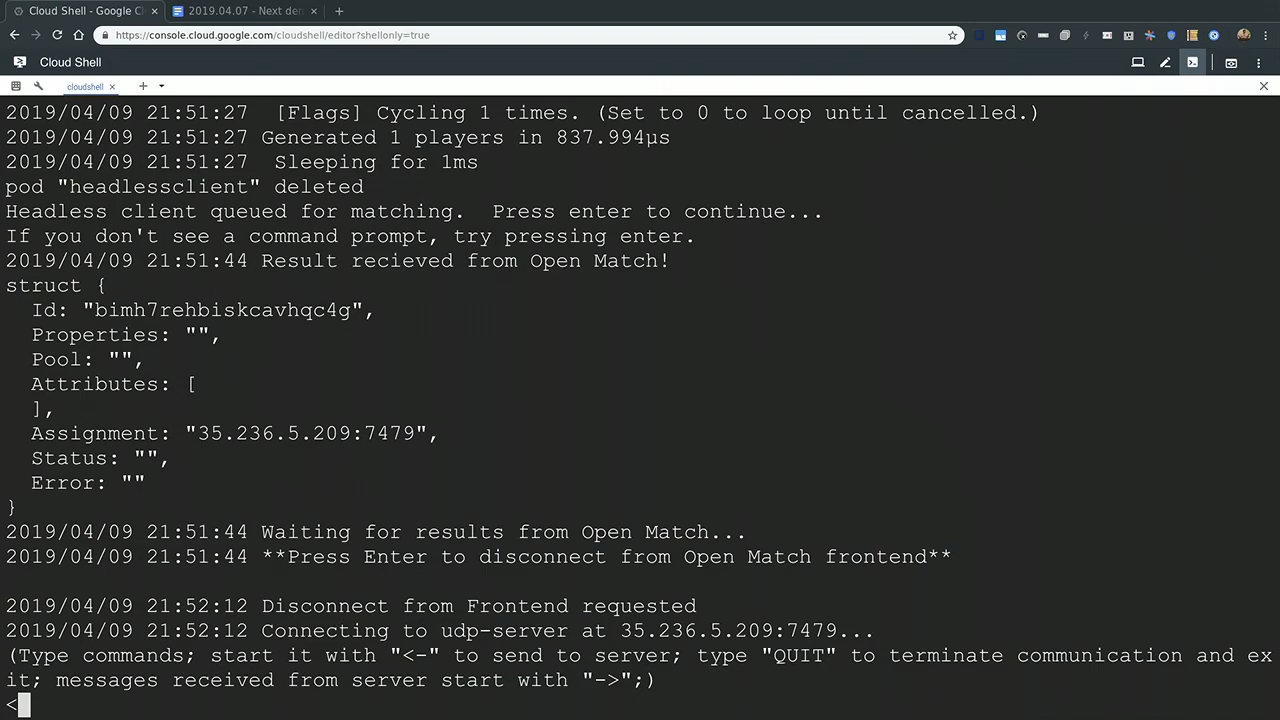 Cloud Shell - Google C
2019.04.07 - Next de
https://console.cloud.google.com/cloudshell/editor?shellonly=true
Cloud Shell
cloudshell
2019/04/09 21:51:27  [Flags] Cycling 1 times. (Set to 0 to loop until cancelled.)
2019/04/09 21:51:27 Generated 1 players in 837.994µs
2019/04/09 21:51:27  Sleeping for 1ms
pod "headlessclient" deleted
Headless client queued for matching.  Press enter to continue...
If you don't see a command prompt, try pressing enter.
2019/04/09 21:51:44 Result recieved from Open Match!
struct {
  Id: "bimh7rehbiskcavhqc4g",
  Properties: "",
  Pool: "",
  Attributes: [
  ],
  Assignment: "35.236.5.209:7479",
  Status: "",
  Error: ""
}
2019/04/09 21:51:44 Waiting for results from Open Match...
2019/04/09 21:51:44 **Press Enter to disconnect from Open Match frontend**
2019/04/09 21:52:12 Disconnect from Frontend requested
2019/04/09 21:52:12 Connecting to udp-server at 35.236.5.209:7479...
(Type commands; start it with "<-" to send to server; type "QUIT" to terminate communication and ex
it; messages received from server start with "->";)
<